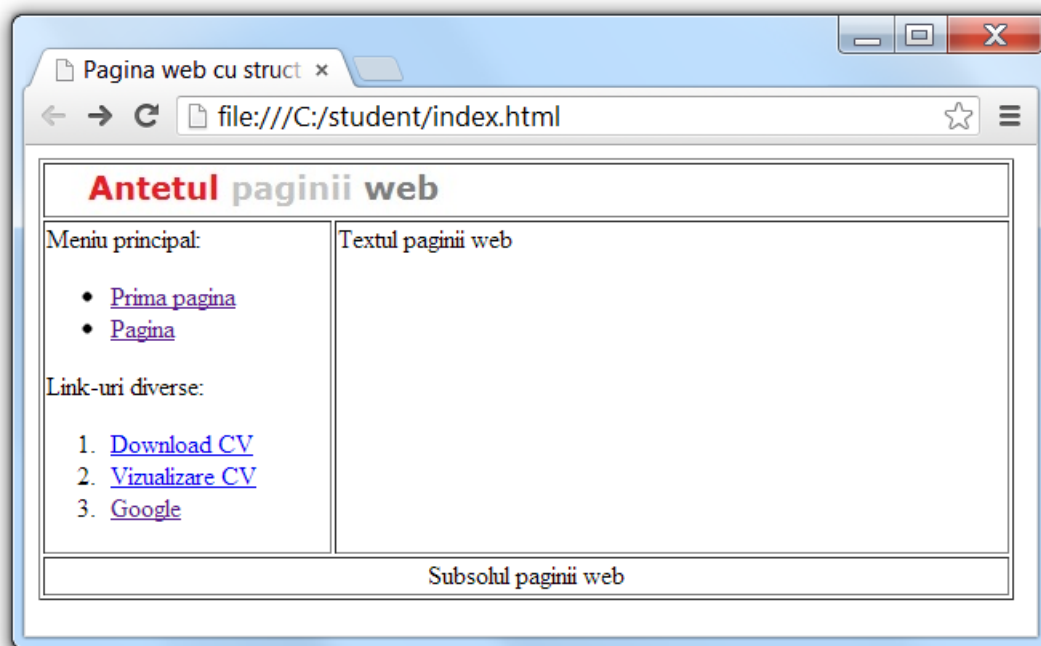 Pagina web cu struct
file:///C:/student/index.html
Antetul paginii web
Meniu principal:
• Prima pagina
• Pagina
Link-uri diverse:
1. Download CV
2. Vizualizare CV
3. Google
Textul paginii web
Subsolul paginii web